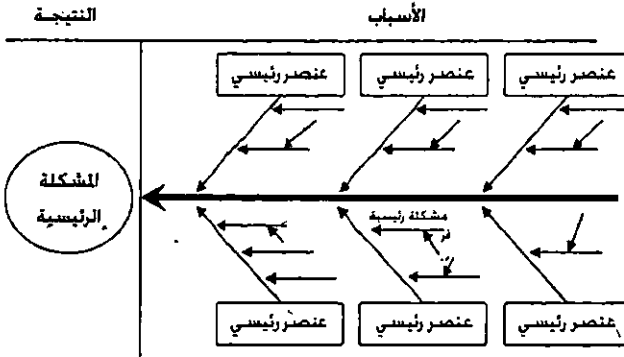 الأسباب
النتيجة
عنصر رئيسي
عنصر رئيسي
عنصر رئيسي
المشكلة
الرئيسية
مشكلة رئيسية
عنصر رئيسي
عنصر رئيسي
عنصر رئيسي